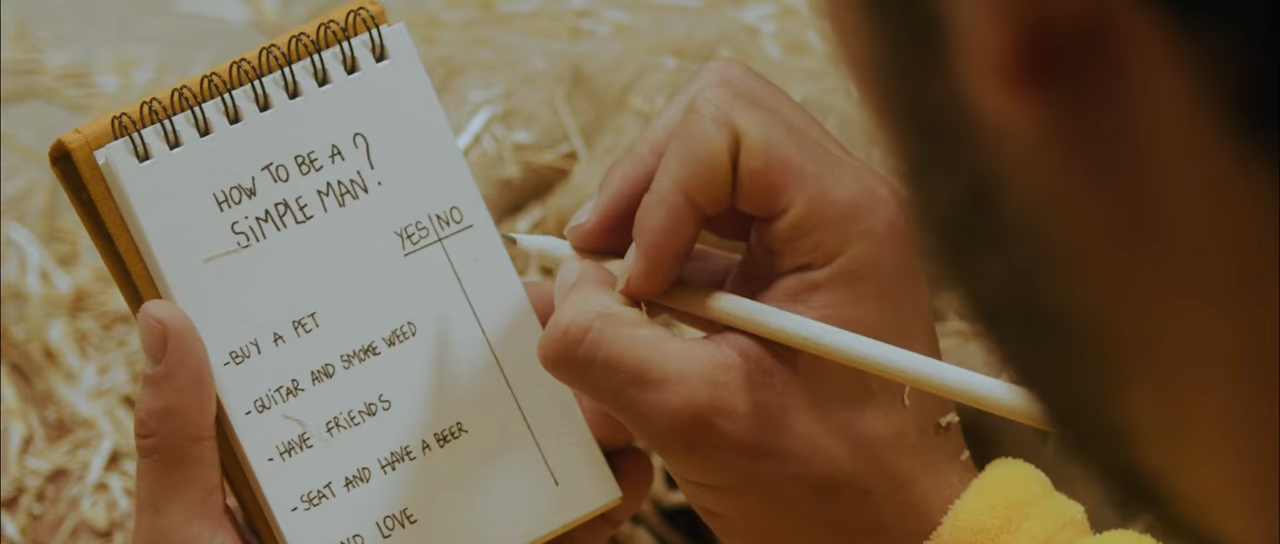 HOW TO BE A ?
SiMPLE MAN
YES NO
-BUY A PET
-GUITAR AND SMOKE WEED
-HAVE FRiENDS
-SEAT AND HAVE A BEER
LOVE